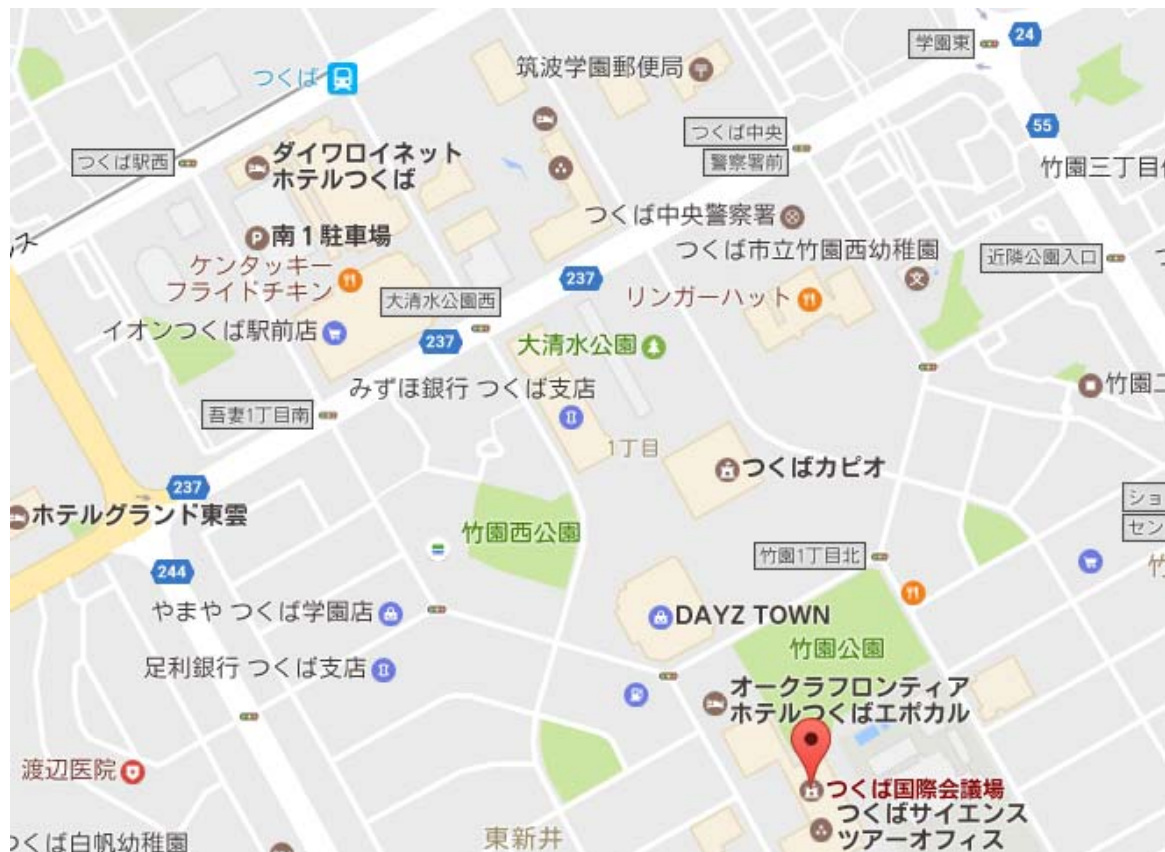 学園東
24
筑波学園郵便局
つくば
55
つくば中央
警察署前
ダイワロイネット
ホテルつくば
つくば駅西
竹園三丁目
つくば中央警察署
ス
南1駐車場
つくば市立竹園西幼稚園
近隣公園入口
つ
ケンタッキー
フライドチキン
237
リンガーハット
大清水公園西
イオンつくば駅前店
237
大清水公園
みずほ銀行 つくば支店
竹園二
吾妻1丁目南
1丁目
つくばカピオ
237
ショ
セン
ホテルグランド東雲
竹園西公園
竹園1丁目北
竹
244
やまや つくば学園店
DAYZ TOWN
竹園公園
足利銀行 つくば支店
オークラフロンティア
ホテルつくばエポカル
渡辺医院
つくば国際会議場
つくばサイエンス
ツアーオフィス
つくば白帆幼稚園
東新井